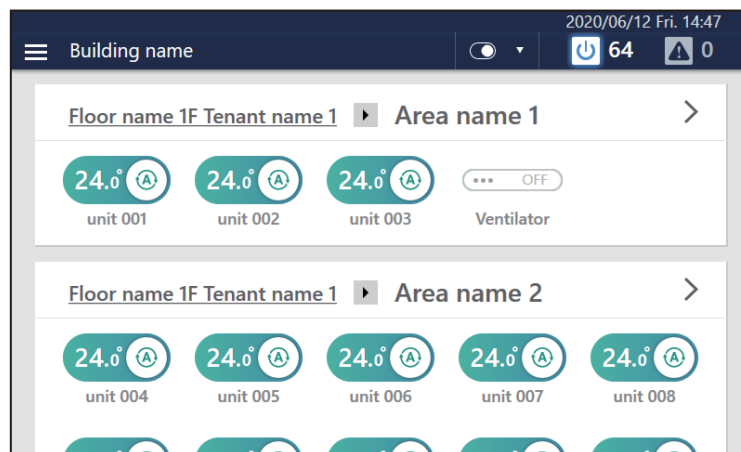 2020/06/12 Fri. 14:47
Building name 64 0
Floor name 1F Tenant name 1 Area name 1
24.0° A 24.0° A 24.0° A OFF
unit 001 unit 002 unit 003 Ventilator
Floor name 1F Tenant name 1 Area name 2
24.0° A 24.0° A 24.0° A 24.0° A 24.0° A
unit 004 unit 005 unit 006 unit 007 unit 008